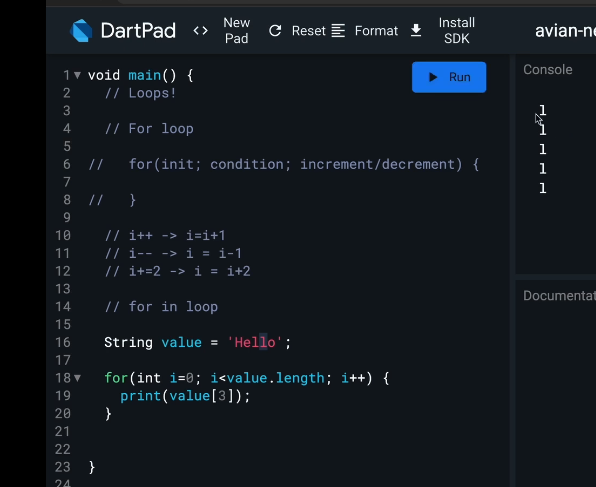 DartPad <> New Pad Reset Format Install SDK avian-ne
Run
Console
1 void main() {
2 // Loops!
3
4 // For loop
5
6 // for(init; condition; increment/decrement) {
7
8 // }
9
10 // i++ -> i=i+1
11 // i-- -> i = i-1
12 // i+=2 -> i = i+2
13
14 // for in loop
15
16 String value = 'Hello';
17
18 for(int i=0; i<value.length; i++) {
19 print(value[3]);
20 }
21
22
23 }
24
l
l
l
l
l
Documentat